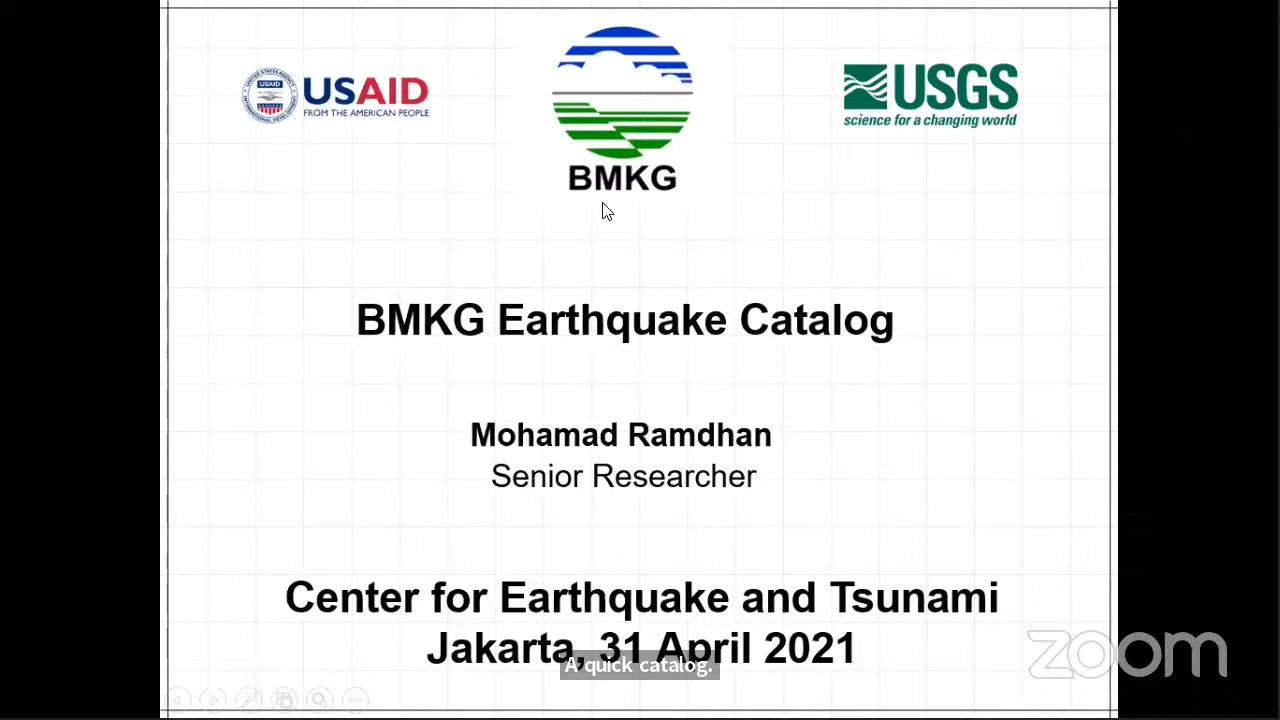 USAID
FROM THE AMERICAN PEOPLE
BMKG
USGS
science for a changing world
BMKG Earthquake Catalog
Mohamad Ramdhan
Senior Researcher
Center for Earthquake and Tsunami
Jakarta, 31 April 2021
A quick catalog.
zoom